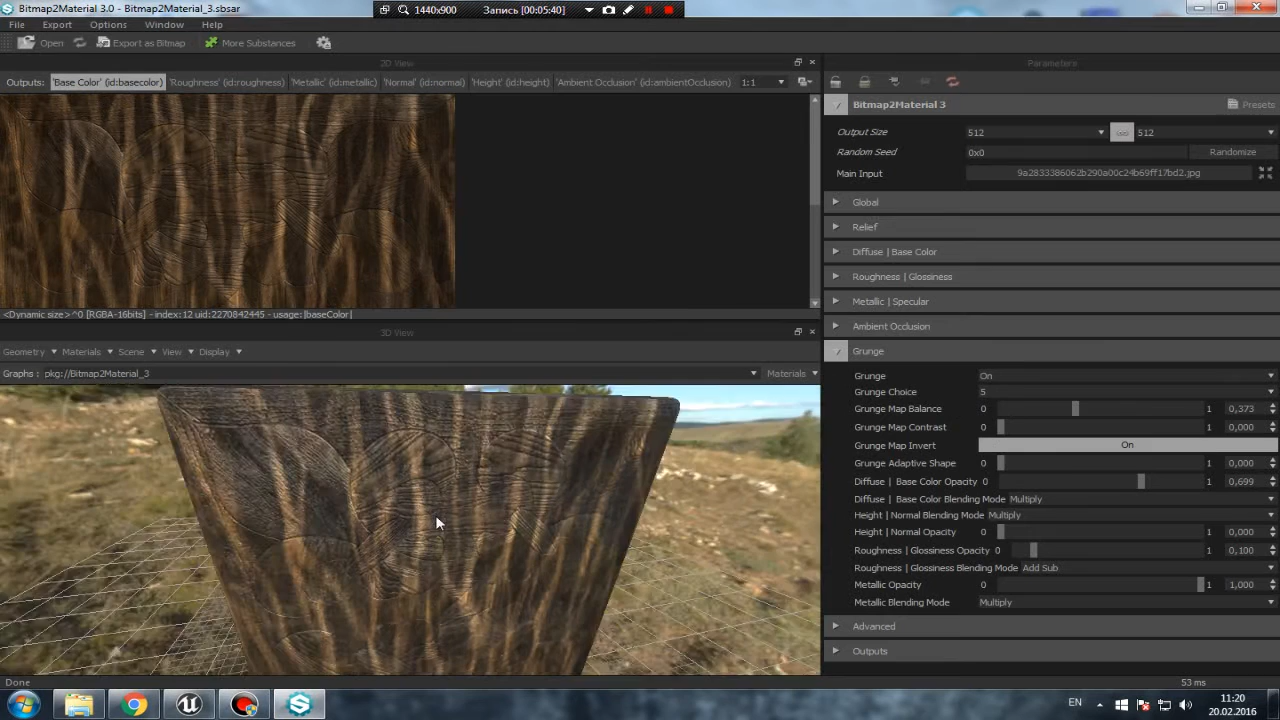 Bitmap2Material 3.0 - Bitmap2Material_3.sbsar
1440x900 Запись [00:05:40]
File Export Options Window Help
Open Export as Bitmap More Substances
2D View
Parameters
Outputs: 'Base Color' (id:basecolor) 'Roughness' (id:roughness) 'Metallic' (id:metallic) 'Normal' (id:normal) 'Height' (id:height) 'Ambient Occlusion' (id:ambientOcclusion) 1:1
Bitmap2Material 3 Presets
Output Size 512 512
Random Seed 0x0 Randomize
Main Input 9a2833386062b290a00c24b69ff17bd2.jpg
Global
Relief
Diffuse | Base Color
Roughness | Glossiness
Metallic | Specular
<Dynamic size>^0 [RGBA-16bits] - index:12 uid:2270842445 - usage: |baseColor|
Ambient Occlusion
3D View
Geometry Materials Scene View Display
Grunge
Graphs : pkg://Bitmap2Material_3 Materials
Grunge On
Grunge Choice 5
Grunge Map Balance 0 1 0,373
Grunge Map Contrast 0 1 0,000
Grunge Map Invert On
Grunge Adaptive Shape 0 1 0,000
Diffuse | Base Color Opacity 0 1 0,699
Diffuse | Base Color Blending Mode Multiply
Height | Normal Blending Mode Multiply
Height | Normal Opacity 0 1 0,000
Roughness | Glossiness Opacity 0 1 0,100
Roughness | Glossiness Blending Mode Add Sub
Metallic Opacity 0 1 1,000
Metallic Blending Mode Multiply
Advanced
Outputs
Done 53 ms
EN 11:20
20.02.2016